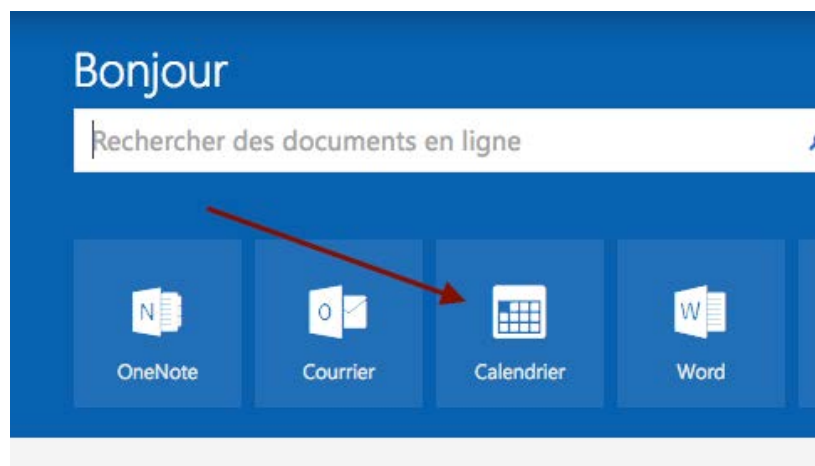 Bonjour
Rechercher des documents en ligne
N
O
W
OneNote
Courrier
Calendrier
Word